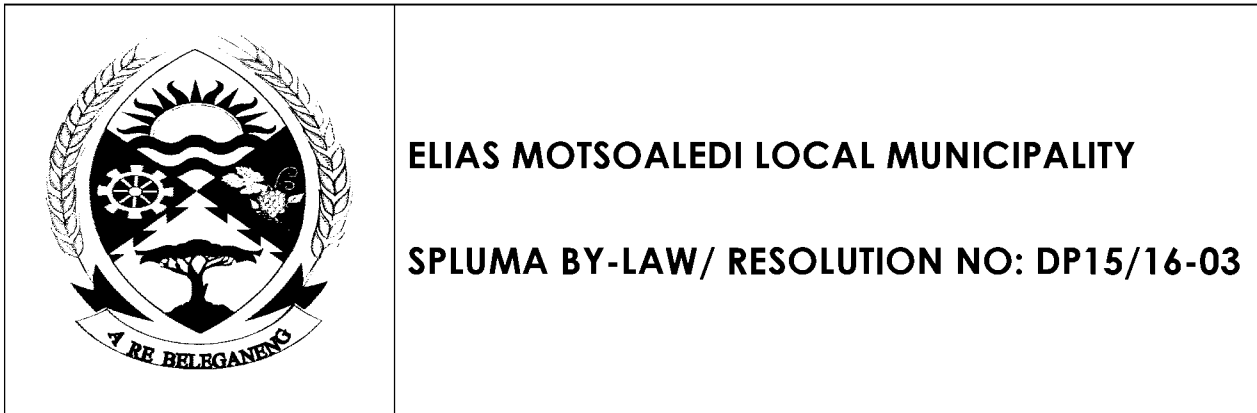 ELIAS MOTSOALEDI LOCAL MUNICIPALITY
SPLUMA BY-LAW/ RESOLUTION NO: DP15/16-03
A RE BELEGANENG